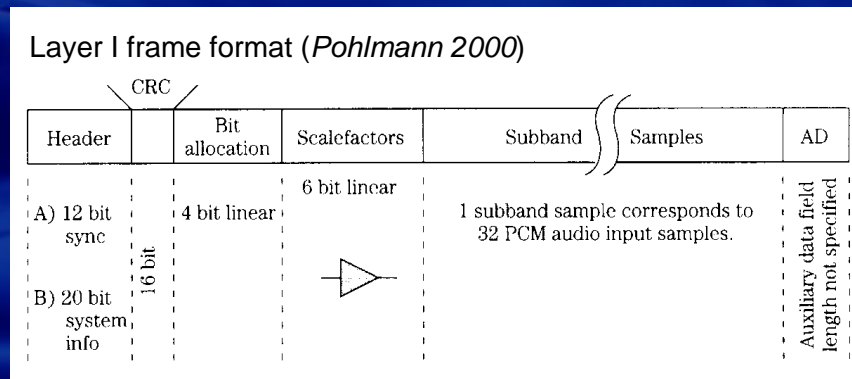 Layer I frame format (Pohlmann 2000)
CRC
Header
Bit
allocation
Scalefactors
Subband Samples
AD
A) 12 bit
sync
B) 20 bit
system
info
16 bit
4 bit linear
6 bit linear
1 subband sample corresponds to
32 PCM audio input samples.
Auxiliary data field
length not specified